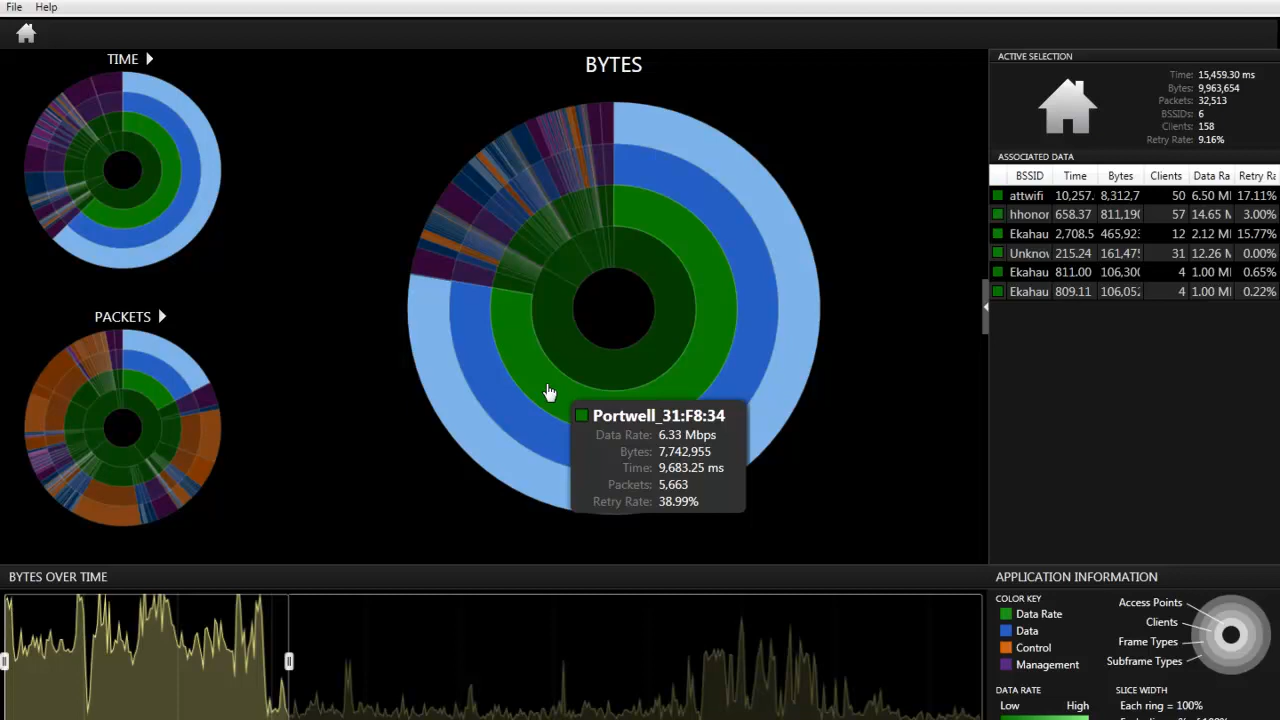 File Help
TIME
BYTES
PACKETS
Portwell_31:F8:34
Data Rate: 6.33 Mbps
Bytes: 7,742,955
Time: 9,683.25 ms
Packets: 5,663
Retry Rate: 38.99%
ACTIVE SELECTION
Time: 15,459.30 ms
Bytes: 9,963,654
Packets: 32,513
BSSIDs: 6
Clients: 158
Retry Rate: 9.16%
ASSOCIATED DATA
BSSID Time Bytes Clients Data Ra Retry Ra
attwifi 10,257. 8,312,7 50 6.50 M 17.11%
hhonor 658.37 811,190 57 14.65 M 3.00%
Ekahau 2,708.5 465,92 12 2.12 M 15.77%
Unknov 215.24 161,47 31 12.26 M 0.00%
Ekahau 811.00 106,300 4 1.00 M 0.65%
Ekahau 809.11 106,052 4 1.00 M 0.22%
BYTES OVER TIME
APPLICATION INFORMATION
COLOR KEY
Data Rate
Data
Control
Management
Access Points
Clients
Frame Types
Subframe Types
DATA RATE
Low High
SLICE WIDTH
Each ring = 100%